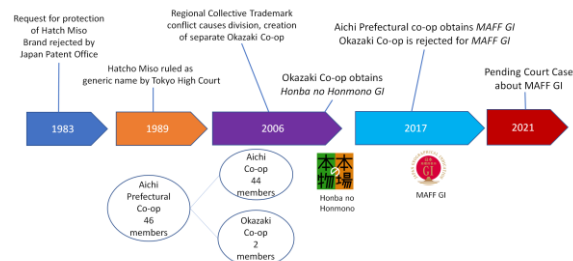 Request for protection
of Hatch Miso
Brand rejected by
Japan Patent Office
Hatcho Miso ruled as
generic name by Tokyo High Court
Regional Collective Trademark
conflict causes division, creation
of separate Okazaki Co-op
Okazaki Co-op obtains
Honba no Honmono GI
Aichi Prefectural co-op obtains MAFF GI
Okazaki Co-op is rejected for MAFF GI
Pending Court Case
about MAFF GI
1983
1989
2006
2017
2021
Aichi
Prefectural
Co-op
46
members
Aichi
Co-op
44
members
Okazaki
Co-op
2
members
本場
の
本物
Honba no
Honmono
GI
MAFF GI